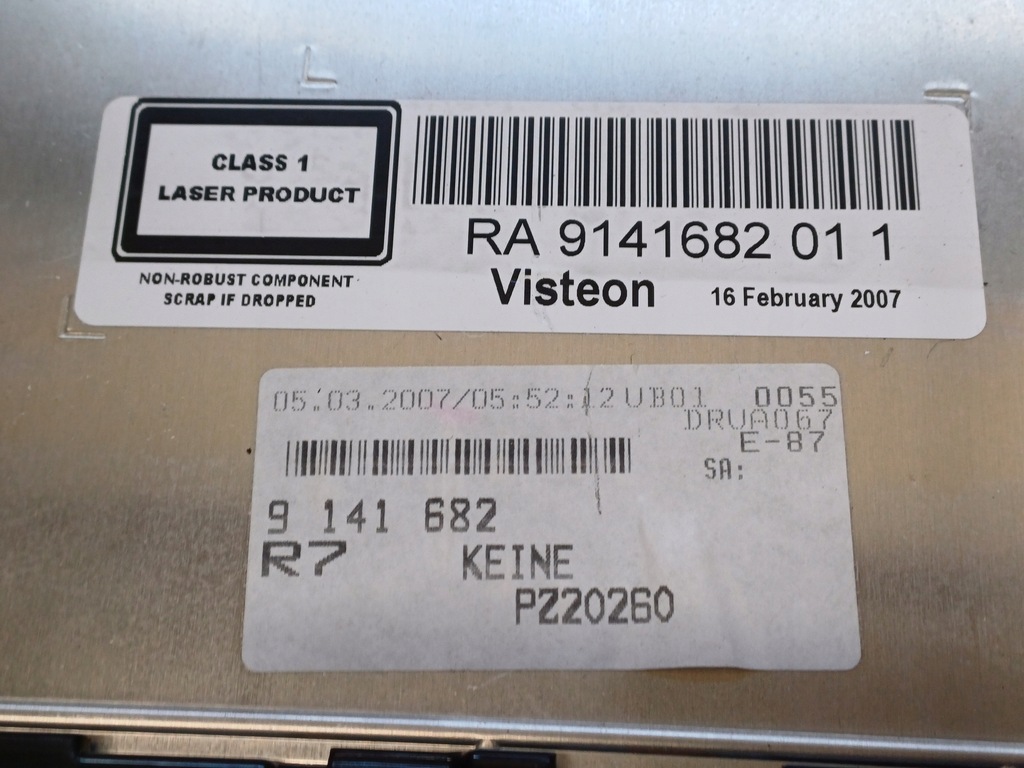 CLASS 1
LASER PRODUCT
NON-ROBUST COMPONENT
SCRAP IF DROPPED
RA 9141682 01 1
Visteon 16 February 2007
05.03.2007/05:52:12 UB01 0055
DRUA067
E-87
SA:
9 141 682
R7 KEINE
PZ20260